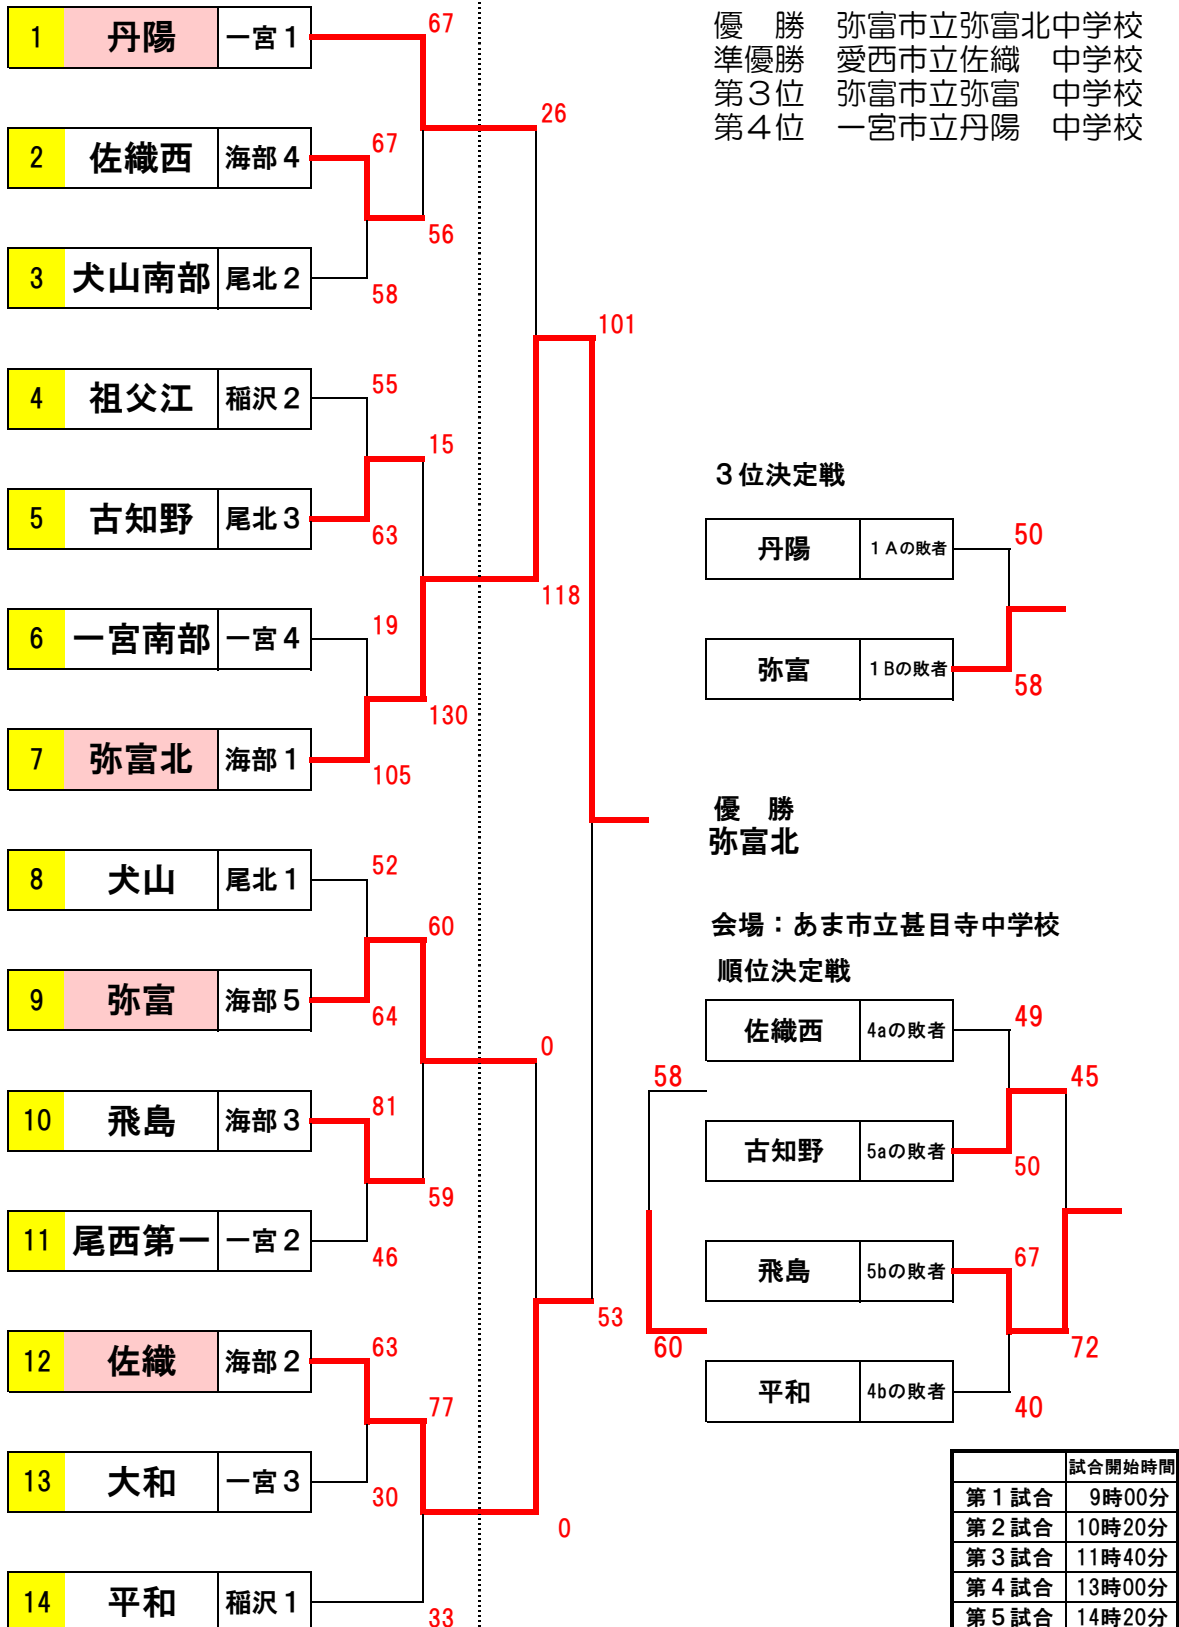 優　勝　弥富市立弥富北中学校
準優勝　愛西市立佐織　中学校
第３位　弥富市立弥富　中学校
第４位　一宮市立丹陽　中学校
1 丹陽 一宮１
67
26
2 佐織西 海部４
67
56
3 犬山南部 尾北２
58
101
4 祖父江 稲沢２
55
15
5 古知野 尾北３
63
118
6 一宮南部 一宮４
19
130
7 弥富北 海部１
105
8 犬山 尾北１
52
60
9 弥富 海部５
64
0
10 飛島 海部３
81
59
11 尾西第一 一宮２
46
53
12 佐織 海部２
63
77
13 大和 一宮３
30
0
14 平和 稲沢１
33
３位決定戦
丹陽 １Ａの敗者
50
弥富 １Bの敗者
58
優　勝
弥富北
会場：あま市立甚目寺中学校
順位決定戦
佐織西 4aの敗者
49
58
45
古知野 5aの敗者
50
飛島 5bの敗者
67
60
72
平和 4bの敗者
40
試合開始時間
第１試合 9時00分
第２試合 10時20分
第３試合 11時40分
第４試合 13時00分
第５試合 14時20分